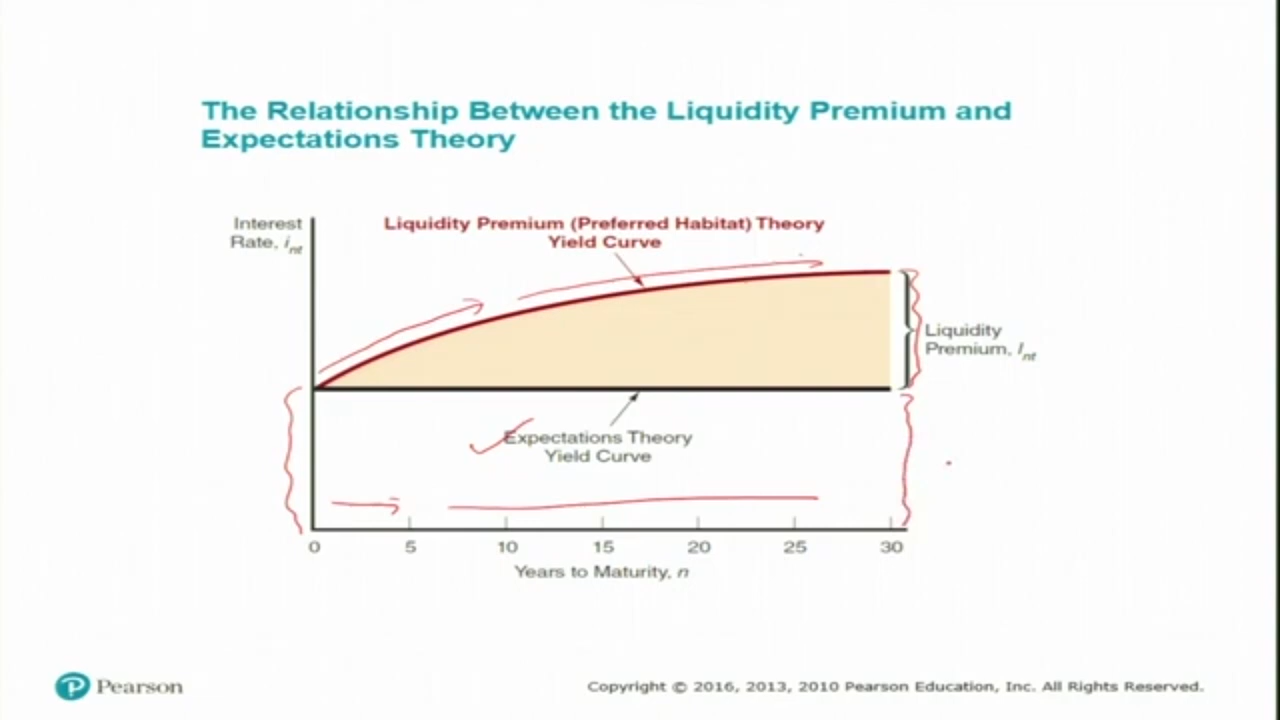 The Relationship Between the Liquidity Premium and
Expectations Theory
Interest
Rate, i_nt
Liquidity Premium (Preferred Habitat) Theory
Yield Curve
Liquidity
Premium, l_nt
Expectations Theory
Yield Curve
0 5 10 15 20 25 30
Years to Maturity, n
Pearson
Copyright © 2016, 2013, 2010 Pearson Education, Inc. All Rights Reserved.